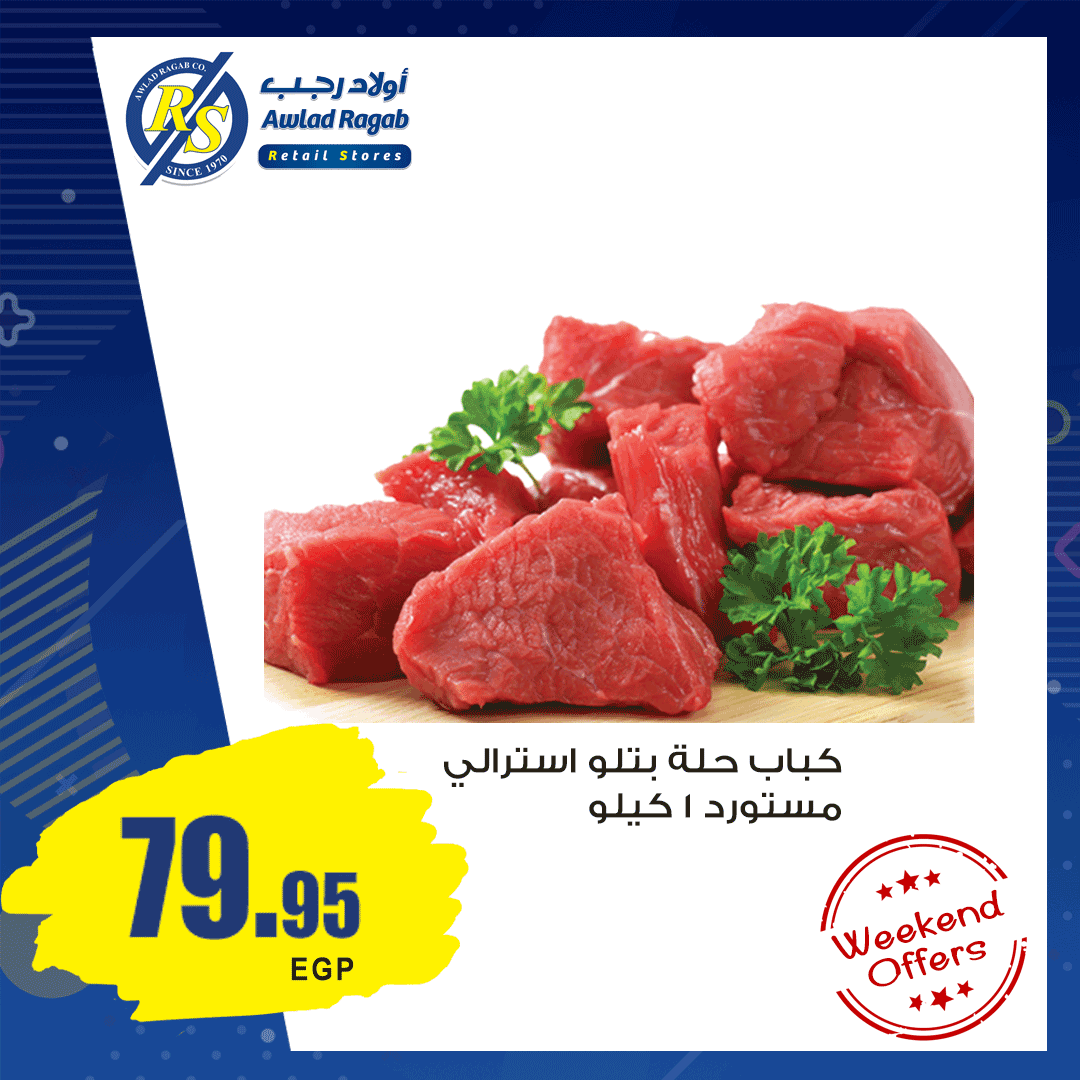 AWLAD RAGAB CO.
RS
SINCE 1970
أولاد رجب
Awlad Ragab
Retail Stores
كباب حلة بتلو استرالي
مستورد ١ كيلو
79.95
EGP
Weekend
Offers